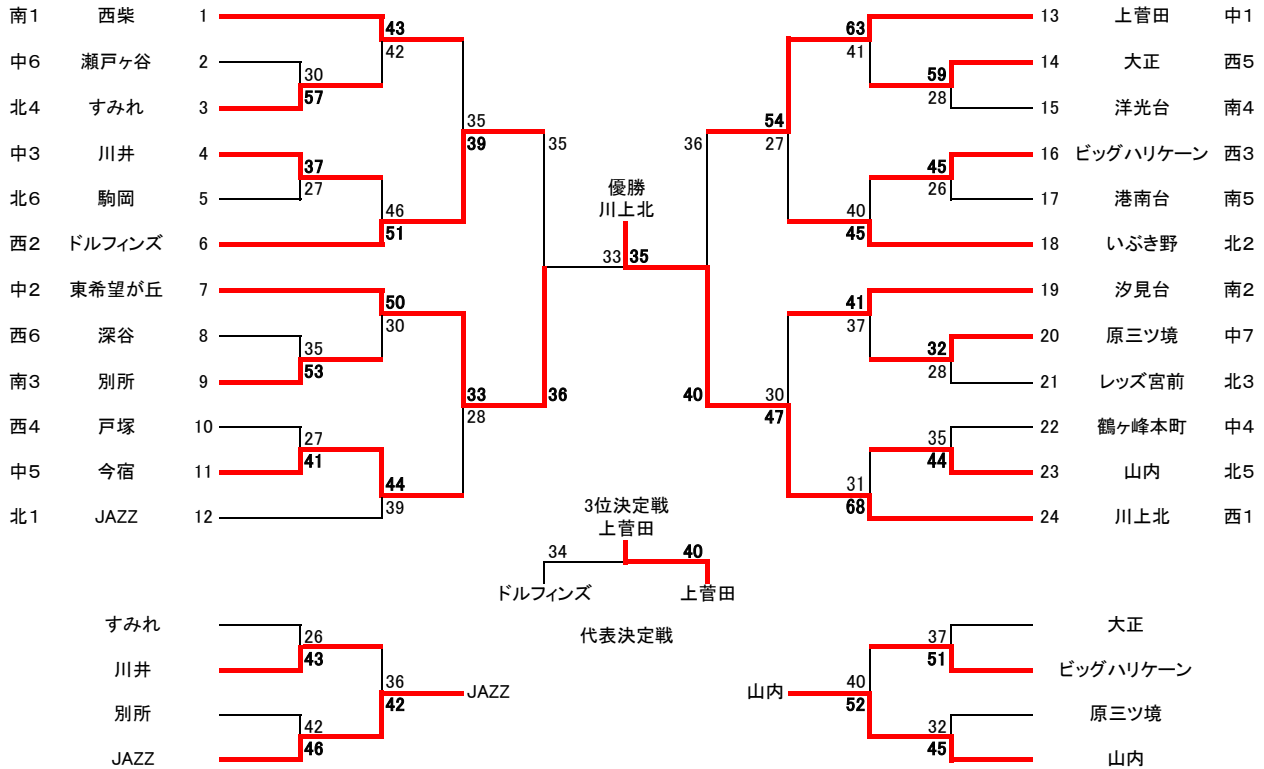 南1 西柴 1 43 63 13 上菅田 中1
42 41
中6 瀬戸ヶ谷 2 14 大正 西5
30 59
北4 すみれ 3 57 28 15 洋光台 南4
35 35 36 54
39 27
中3 川井 4 37 45 16 ビッグハリケーン 西3
北6 駒岡 5 27 26 17 港南台 南5
優勝
川上北
46 40
西2 ドルフィンズ 6 51 45 18 いぶき野 北2
33 35
中2 東希望が丘 7 50 41 19 汐見台 南2
30 37
西6 深谷 8 20 原三ツ境 中7
35 32
南3 別所 9 53 28 21 レッズ宮前 北3
33 36 40 30
28 47
西4 戸塚 10 22 鶴ヶ峰本町 中4
27 35
中5 今宿 11 41 44 23 山内 北5
44 31
北1 JAZZ 12 39 68 24 川上北 西1
3位決定戦
上菅田
34 40
ドルフィンズ 上菅田
代表決定戦
すみれ 26 37 大正
川井 43 51 ビッグハリケーン
36 JAZZ 山内 40
42 52
別所 42 32 原三ツ境
JAZZ 46 45 山内